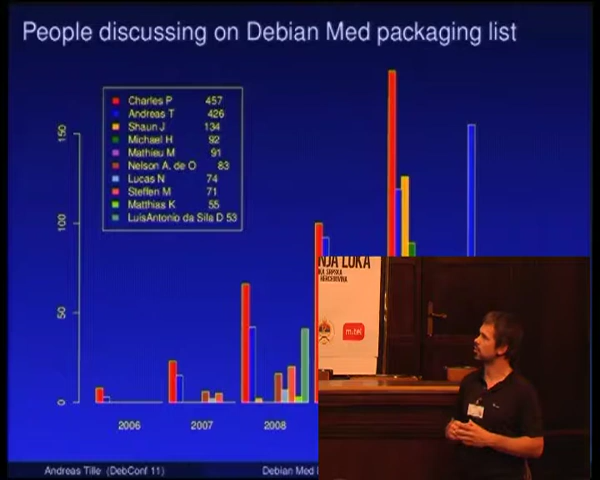 People discussing on Debian Med packaging list
Charles P 457
Andreas T 426
Shaun J 134
Michael H 92
Mathieu M 91
Nelson A. de O 83
Lucas N 74
Steffen M 71
Matthias K 55
LuisAntonio da Sila D 53
150
100
50
0
2006
2007
2008
NJA LUKA
m:tel
Andreas Tille (DebConf 11)
Debian Med